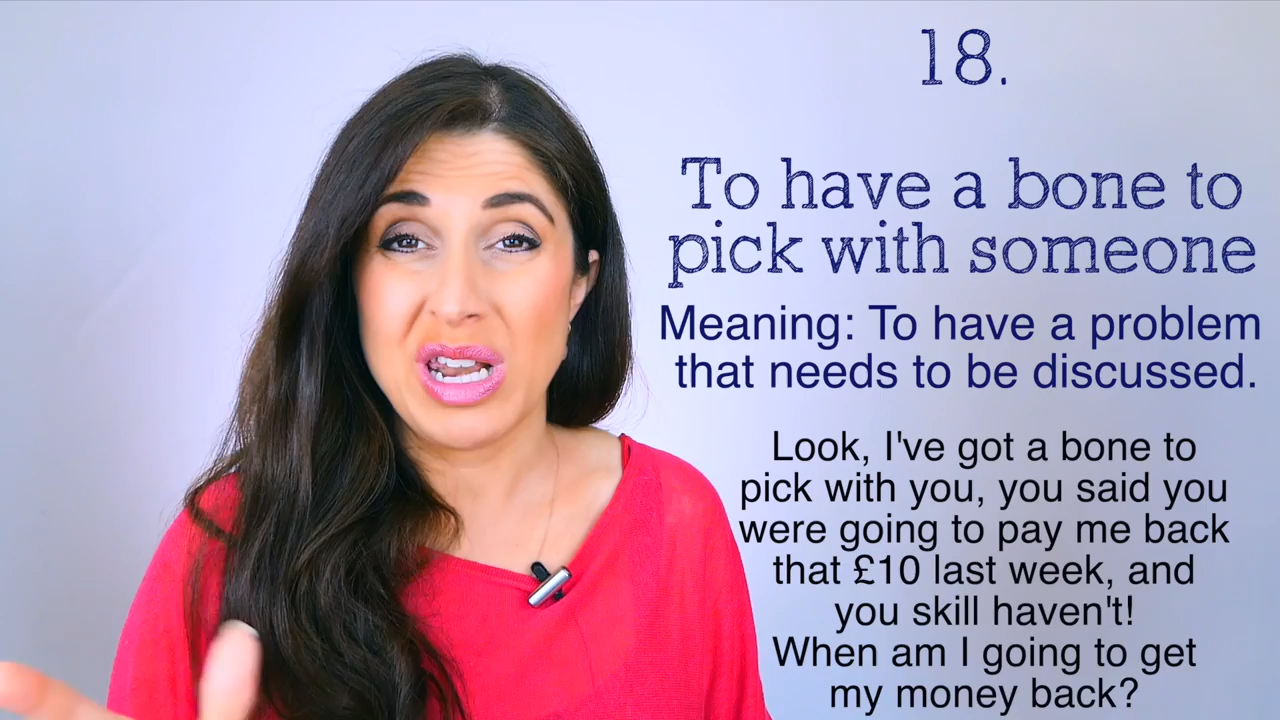 18.
To have a bone to
pick with someone
Meaning: To have a problem
that needs to be discussed.
Look, I've got a bone to
pick with you, you said you
were going to pay me back
that £10 last week, and
you skill haven't!
When am I going to get
my money back?